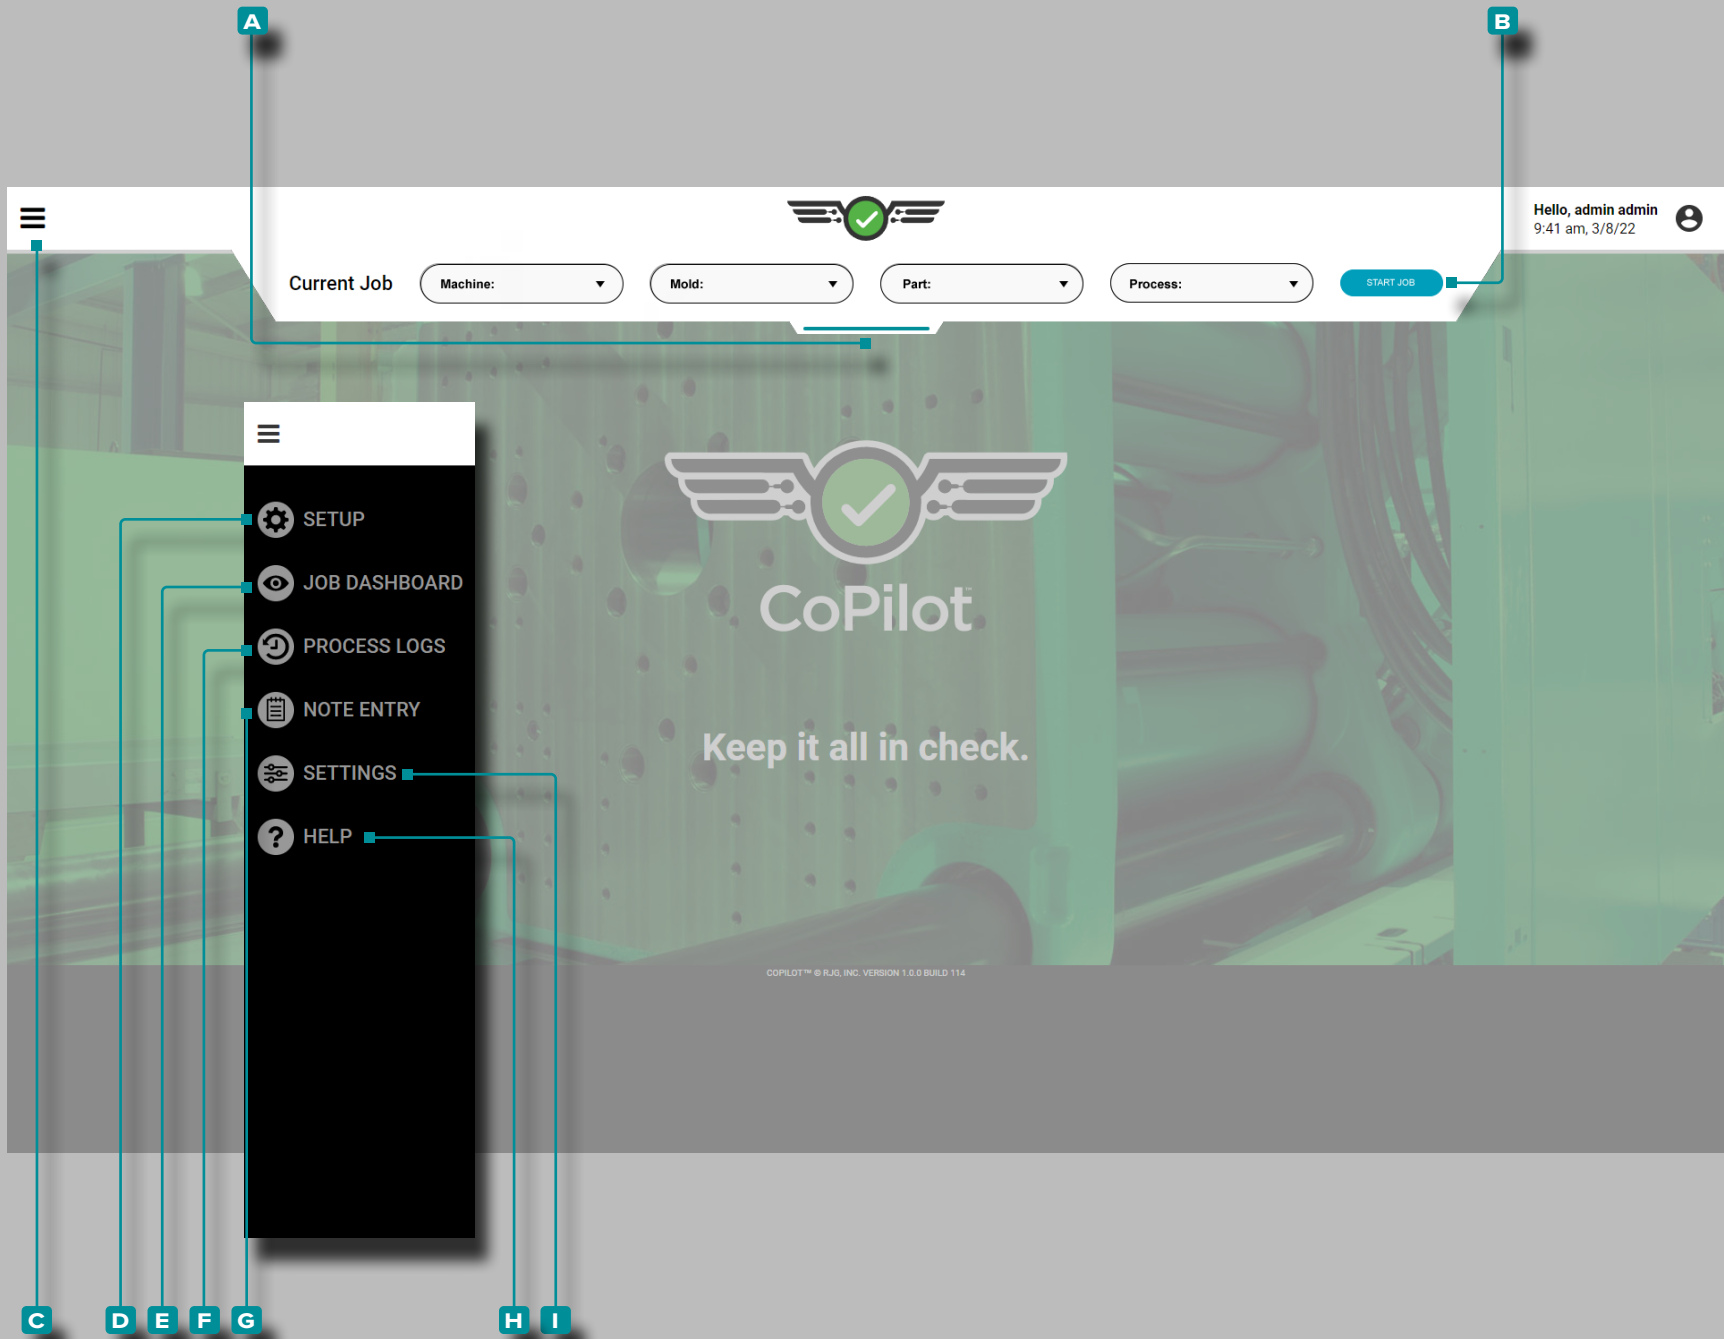 A
B
Hello, admin admin
9:41 am, 3/8/22
Current Job
Machine:
Mold:
Part:
Process:
START JOB
SETUP
JOB DASHBOARD
PROCESS LOGS
NOTE ENTRY
SETTINGS
HELP
CoPilot™
Keep it all in check.
COPILOT™ © RJG, INC. VERSION 1.0.0 BUILD 114
C
D
E
F
G
H
I